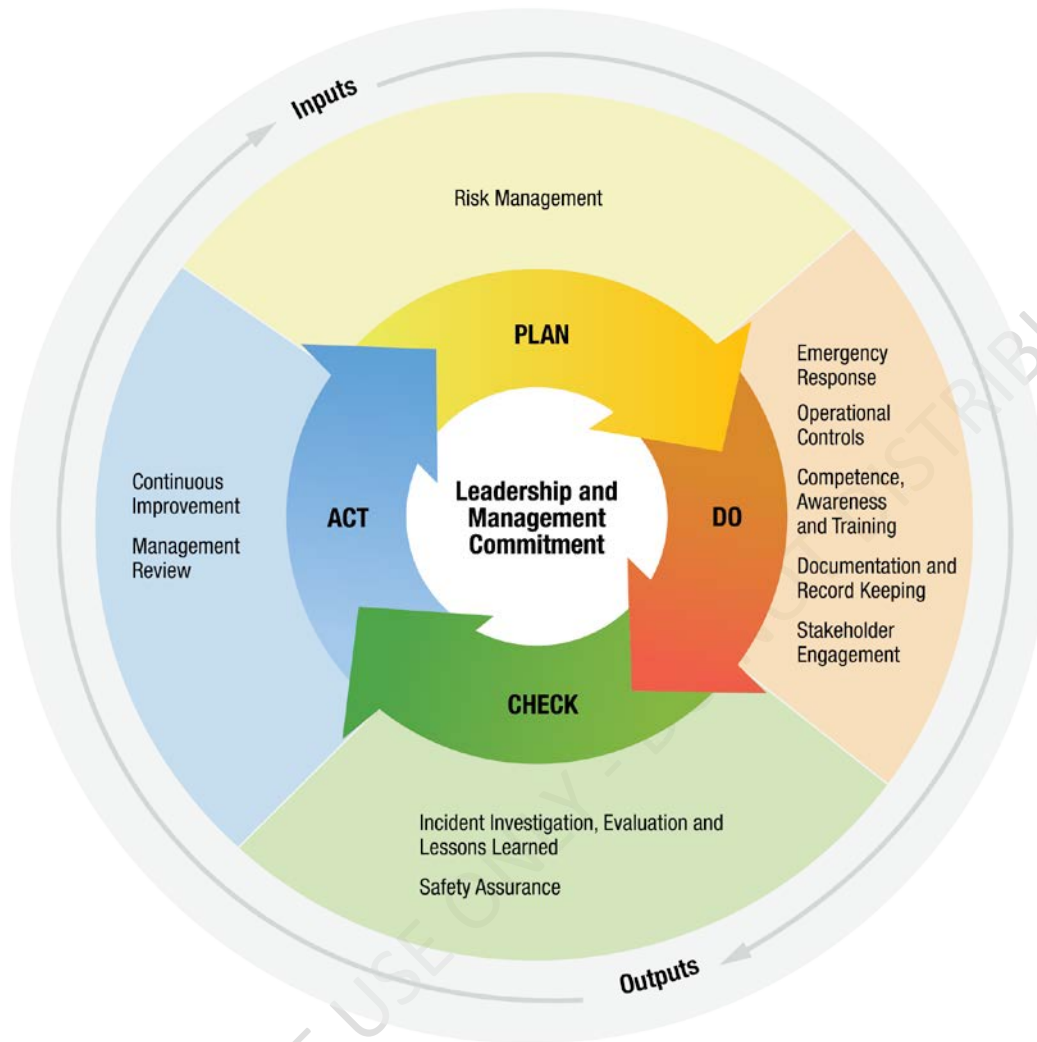 Inputs
Risk Management
PLAN
Emergency
Response
Operational
Controls
Competence,
Awareness
and Training
Documentation and
Record Keeping
Stakeholder
Engagement
DO
Leadership and
Management
Commitment
ACT
Continuous
Improvement
Management
Review
CHECK
Incident Investigation, Evaluation and
Lessons Learned
Safety Assurance
Outputs
USE ONLY -